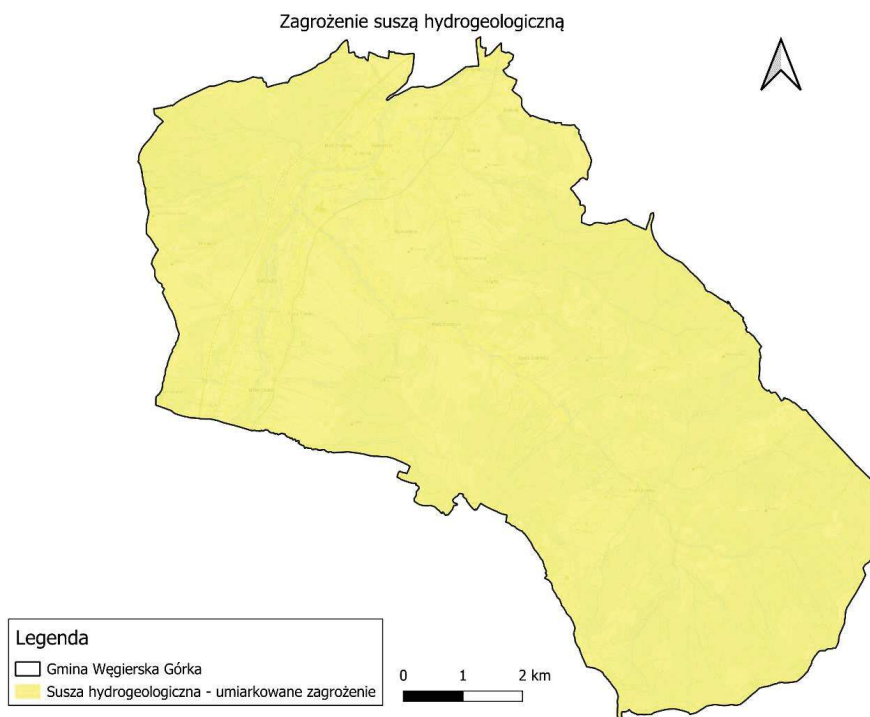 Zagrożenie suszą hydrogeologiczną
Legenda
Gmina Węgierska Górka
Susza hydrogeologiczna - umiarkowane zagrożenie
0 1 2 km